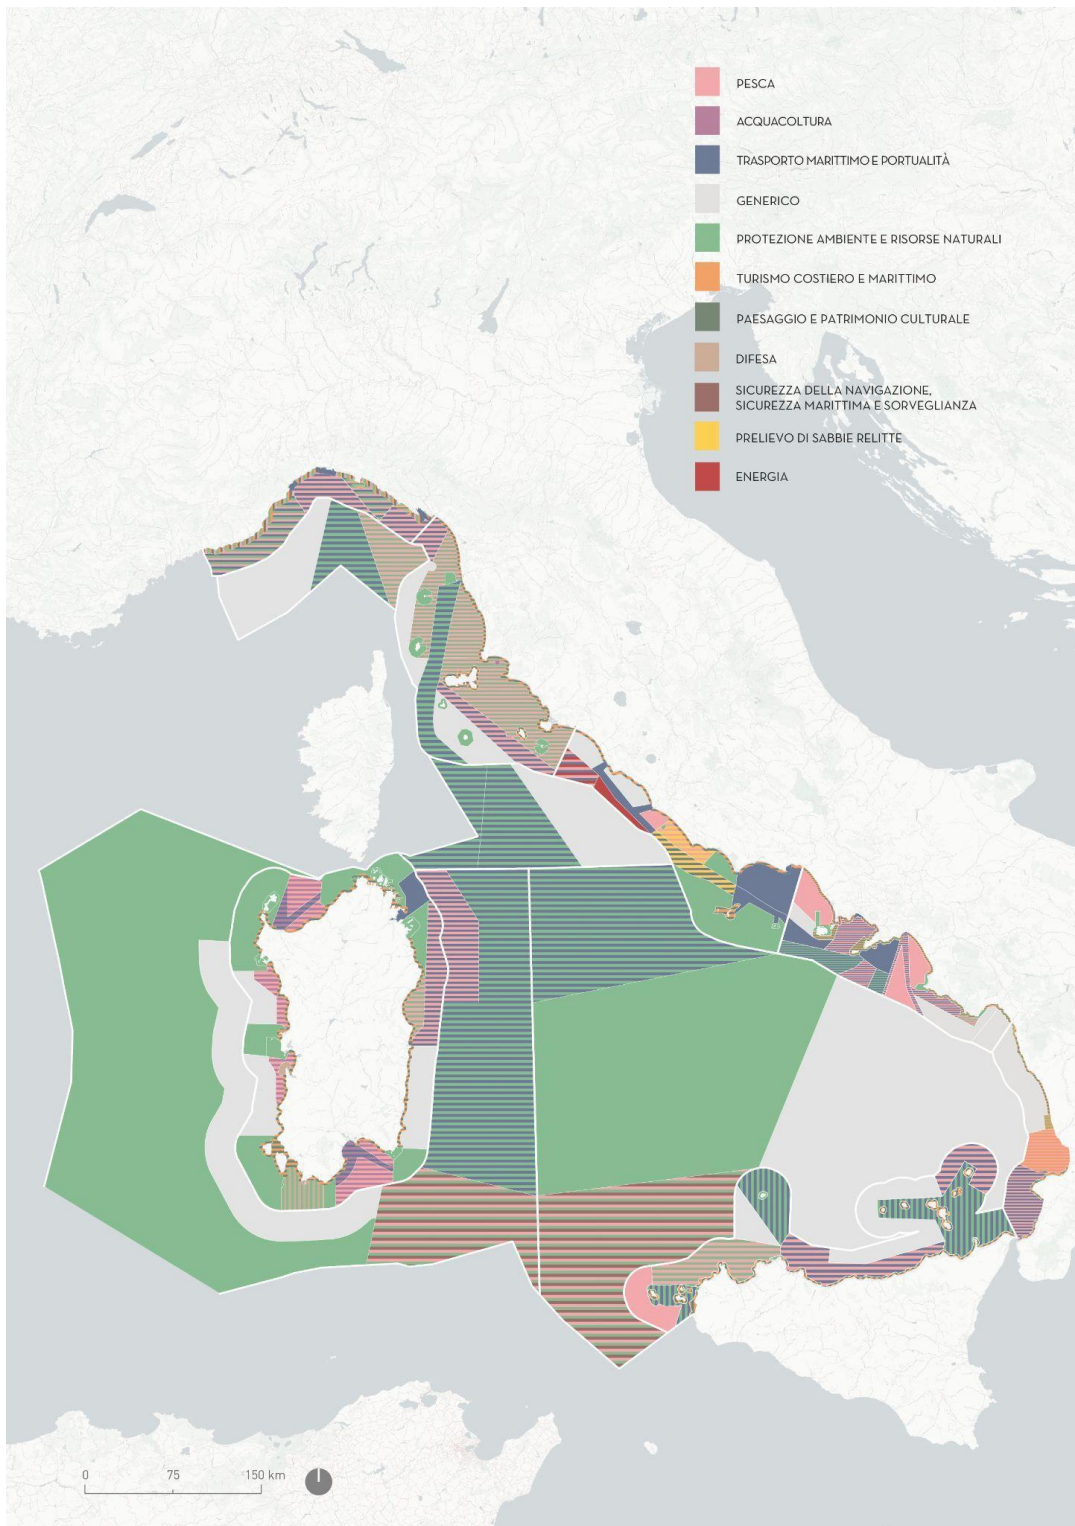 PESCA
ACQUACOLTURA
TRASPORTO MARITTIMO E PORTUALITÀ
GENERICO
PROTEZIONE AMBIENTE E RISORSE NATURALI
TURISMO COSTIERO E MARITTIMO
PAESAGGIO E PATRIMONIO CULTURALE
DIFESA
SICUREZZA DELLA NAVIGAZIONE,
SICUREZZA MARITTIMA E SORVEGLIANZA
PRELIEVO DI SABBIE RELITTE
ENERGIA
0 75 150 km